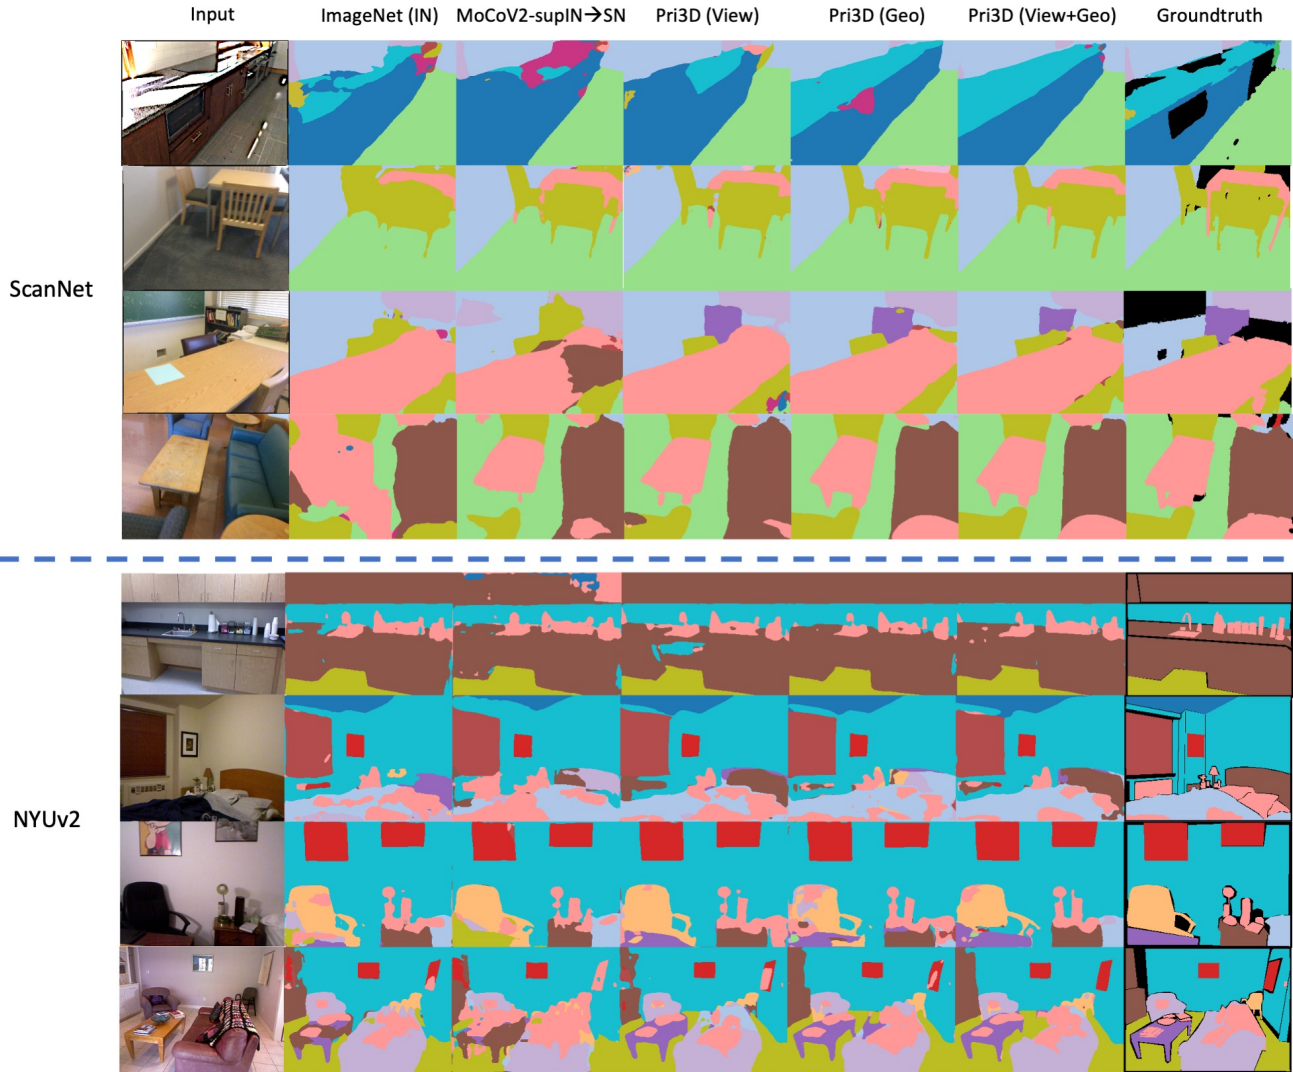 Input ImageNet (IN) MoCoV2-supIN→SN Pri3D (View) Pri3D (Geo) Pri3D (View+Geo) Groundtruth
ScanNet
NYUv2